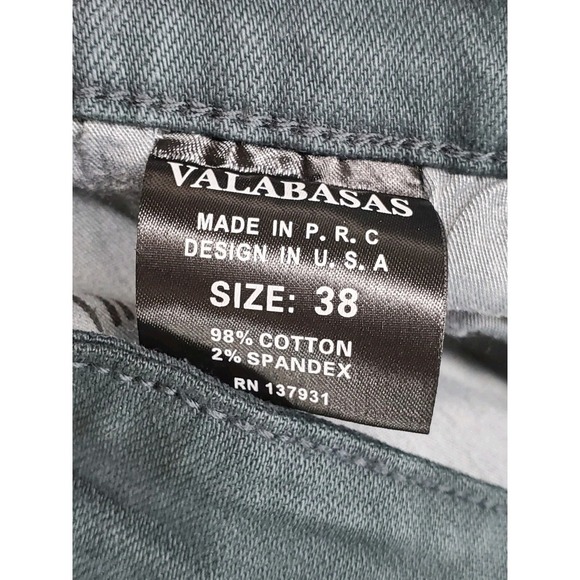 VALABASAS
MADE IN P. R. C
DESIGN IN U. S. A
SIZE: 38
98% COTTON
2% SPANDEX
RN 137931